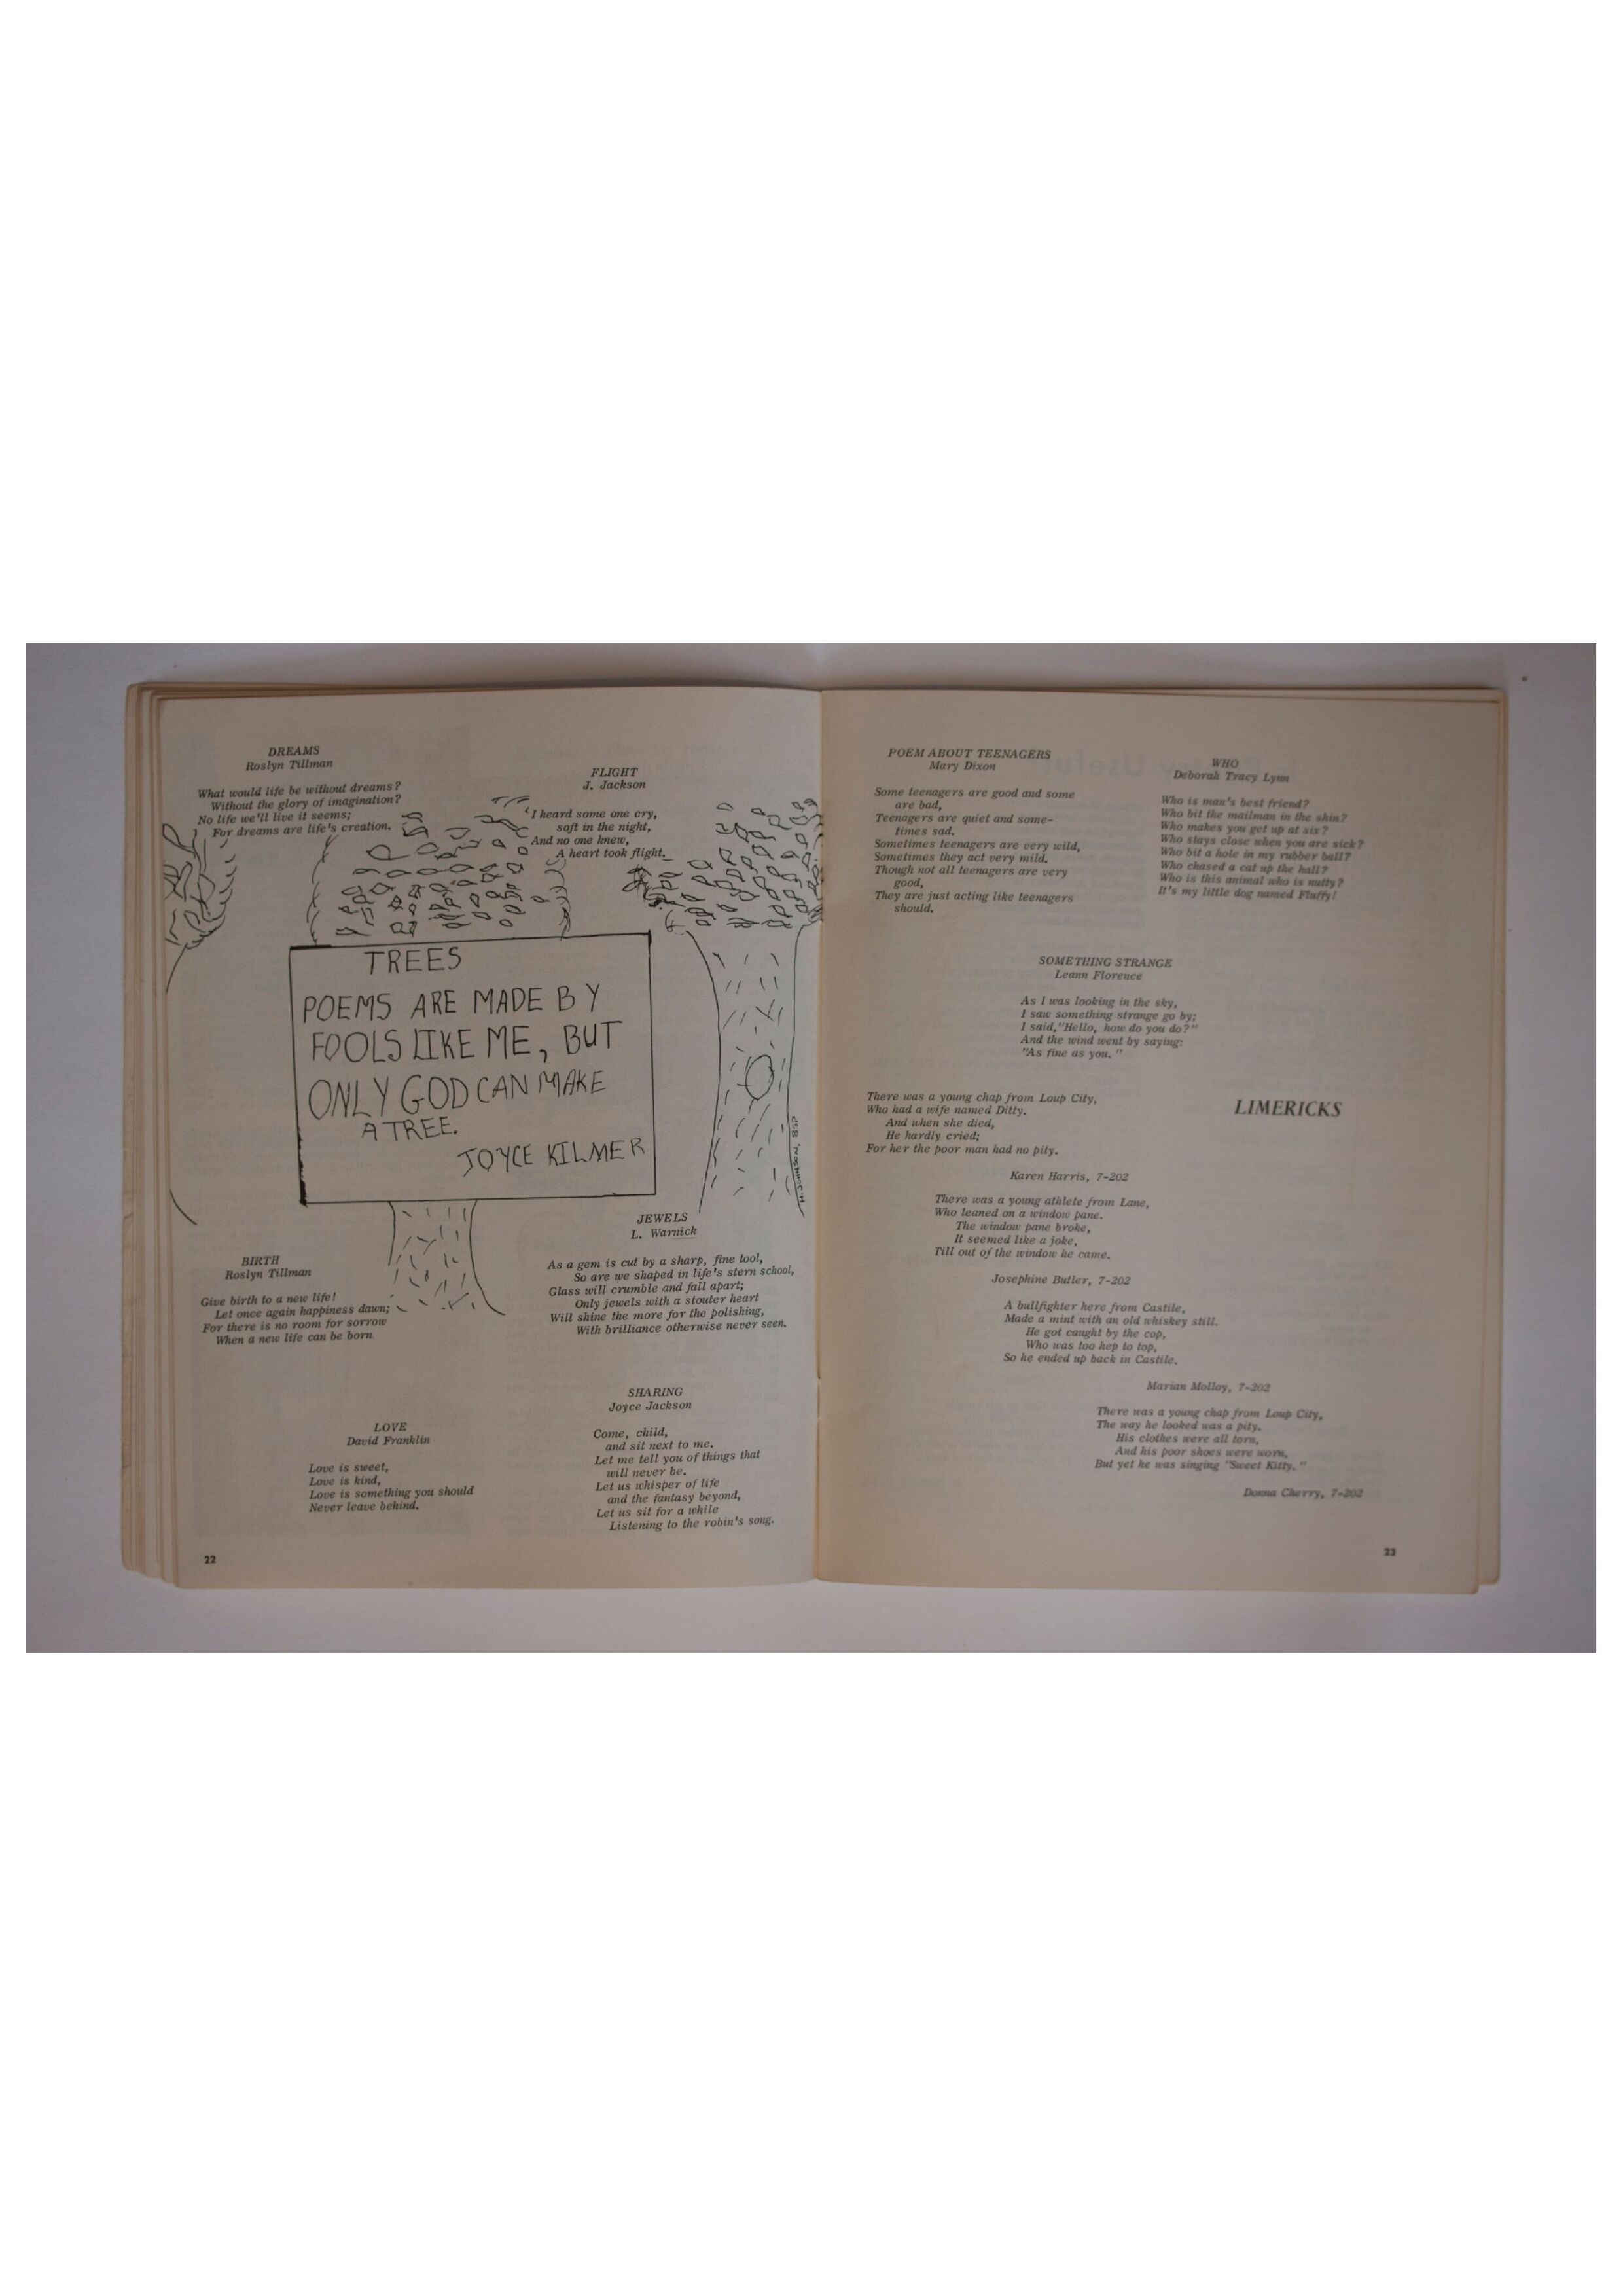 DREAMS
Roslyn Tillman
What would life be without dreams?
Without the glory of imagination?
No life we'll live it seems;
For dreams are life's creation.
FLIGHT
J. Jackson
I heard some one cry,
soft in the night,
And no one knew,
A heart took flight.
TREES
POEMS ARE MADE BY
FOOLS LIKE ME, BUT
ONLY GOD CAN MAKE
A TREE.
JOYCE KILMER
H. JOHNSON, 8-
BIRTH
Roslyn Tillman
Give birth to a new life!
Let once again happiness dawn;
For there is no room for sorrow
When a new life can be born
JEWELS
L. Warnick
As a gem is cut by a sharp, fine tool,
So are we shaped in life's stern school,
Glass will crumble and fall apart;
Only jewels with a stouter heart
Will shine the more for the polishing,
With brilliance otherwise never seen.
LOVE
David Franklin
Love is sweet,
Love is kind,
Love is something you should
Never leave behind.
SHARING
Joyce Jackson
Come, child,
and sit next to me.
Let me tell you of things that
will never be.
Let us whisper of life
and the fantasy beyond,
Let us sit for a while
Listening to the robin's song.
22
POEM ABOUT TEENAGERS
Mary Dixon
Some teenagers are good and some
are bad,
Teenagers are quiet and some-
times sad.
Sometimes teenagers are very wild,
Sometimes they act very mild.
Though not all teenagers are very
good,
They are just acting like teenagers
should.
WHO
Deborah Tracy Lynn
Who is man's best friend?
Who bit the mailman in the shin?
Who makes you get up at six?
Who stays close when you are sick?
Who bit a hole in my rubber ball?
Who chased a cat up the hall?
Who is this animal who is nutty?
It's my little dog named Fluffy!
SOMETHING STRANGE
Leann Florence
As I was looking in the sky,
I saw something strange go by;
I said, "Hello, how do you do?"
And the wind went by saying:
"As fine as you. "
LIMERICKS
There was a young chap from Loup City,
Who had a wife named Ditty.
And when she died,
He hardly cried;
For her the poor man had no pity.
Karen Harris, 7-202
There was a young athlete from Lane,
Who leaned on a window pane.
The window pane broke,
It seemed like a joke,
Till out of the window he came.
Josephine Butler, 7-202
A bullfighter here from Castile,
Made a mint with an old whiskey still.
He got caught by the cop,
Who was too hep to top,
So he ended up back in Castile.
Marian Molloy, 7-202
There was a young chap from Loup City,
The way he looked was a pity.
His clothes were all torn,
And his poor shoes were worn,
But yet he was singing "Sweet Kitty. "
Donna Cherry, 7-202
23